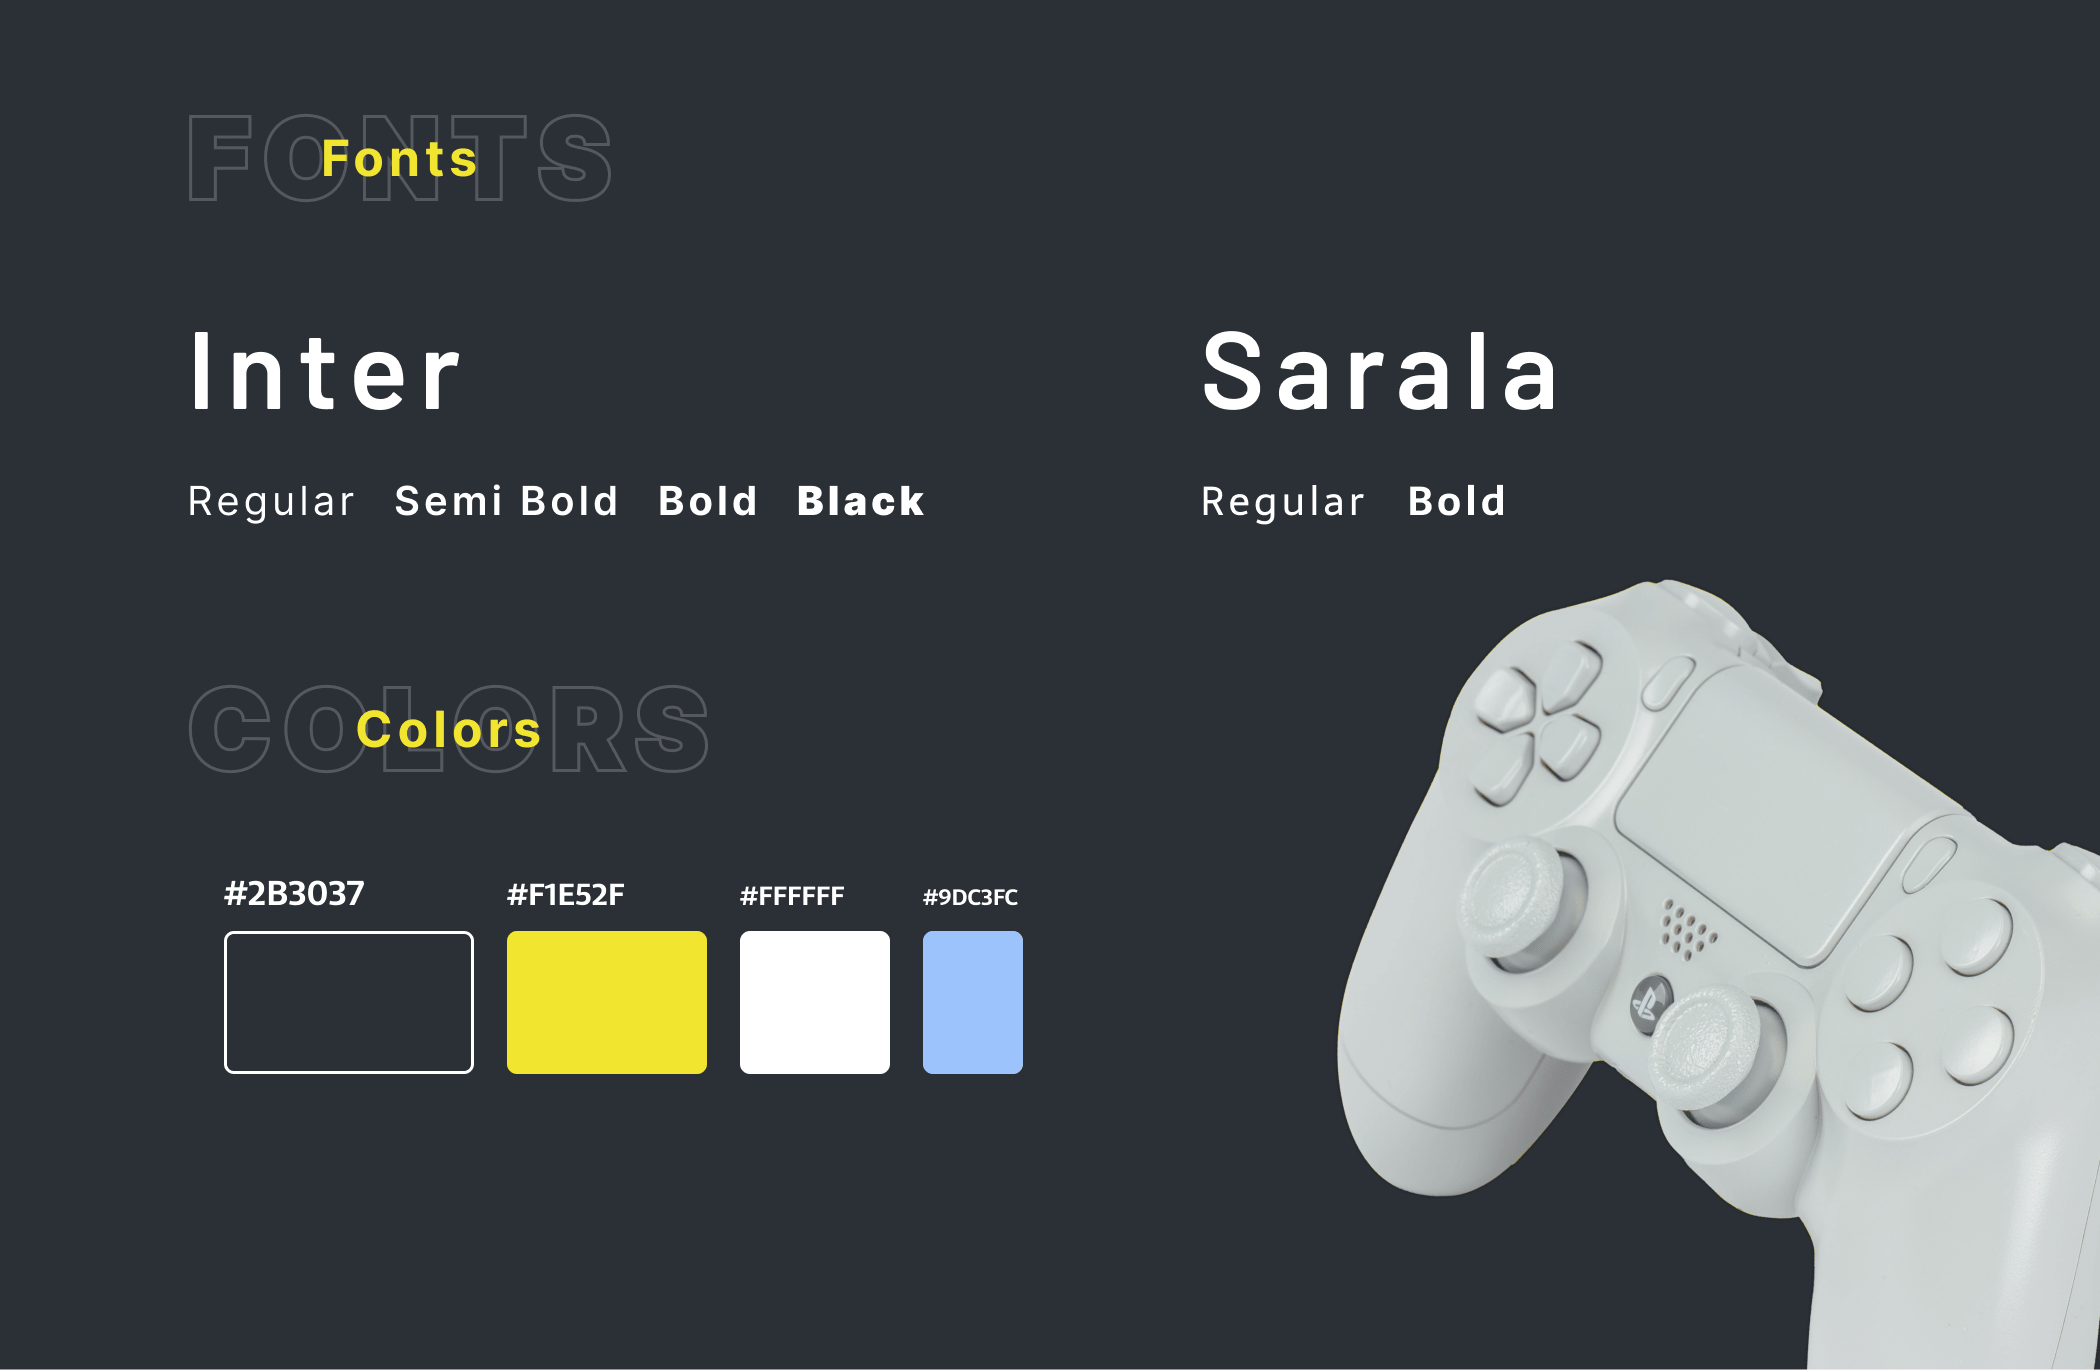 FONTS
Fonts
Inter
Sarala
Regular Semi Bold Bold Black
Regular Bold
COLORS
Colors
#2B3037 #F1E52F #FFFFFF #9DC3FC